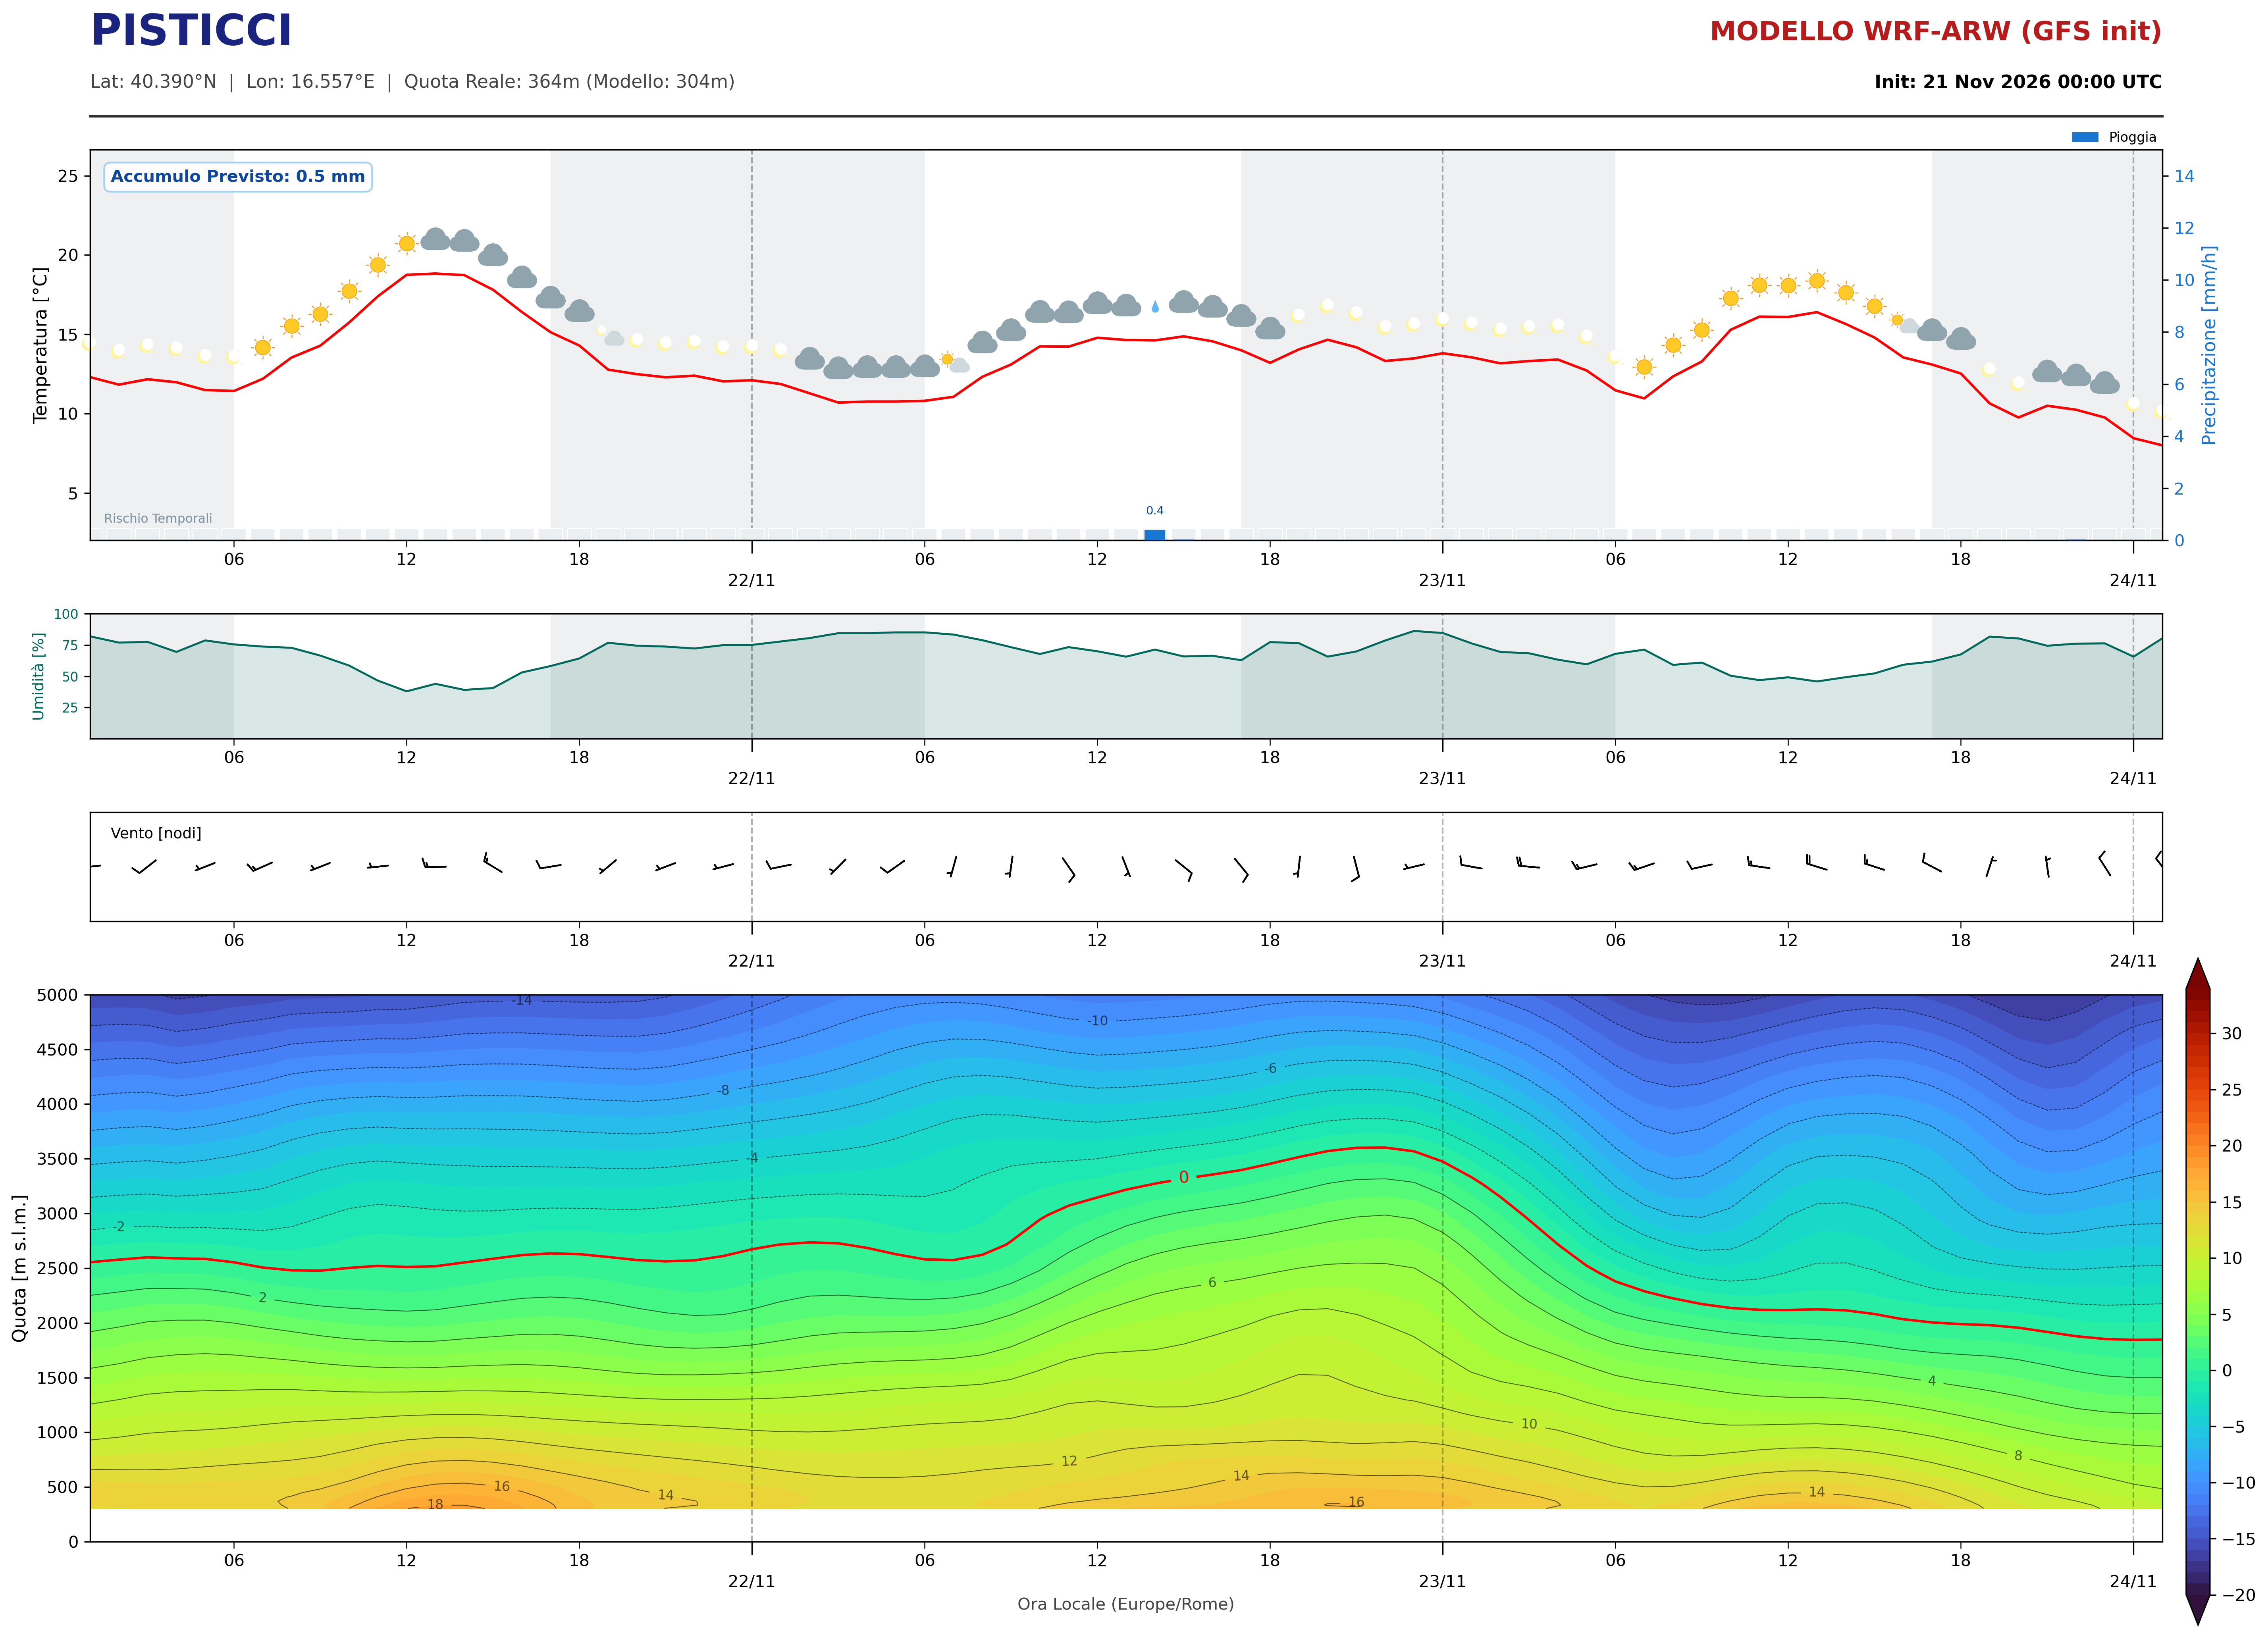 PISTICCI
MODELLO WRF-ARW (GFS init)
Lat: 40.390°N | Lon: 16.557°E | Quota Reale: 364m (Modello: 304m)
Init: 21 Nov 2026 00:00 UTC
Pioggia
Accumulo Previsto: 0.5 mm
Temperatura [°C]
25
20
15
10
5
Rischio Temporali
0.4
Precipitazione [mm/h]
14
12
10
8
6
4
2
0
06 12 18 06 12 18 06 12 18
22/11 23/11 24/11
Umidità [%]
100
75
50
25
06 12 18 06 12 18 06 12 18
22/11 23/11 24/11
Vento [nodi]
06 12 18 06 12 18 06 12 18
22/11 23/11 24/11
Quota [m s.l.m.]
5000
4500
4000
3500
3000
2500
2000
1500
1000
500
0
-14
-10
-6
-8
-4
0
-2
6
2
4
10
8
12
14
16
14
14
18
16
06 12 18 06 12 18 06 12 18
22/11 23/11 24/11
Ora Locale (Europe/Rome)
30
25
20
15
10
5
0
−5
−10
−15
−20